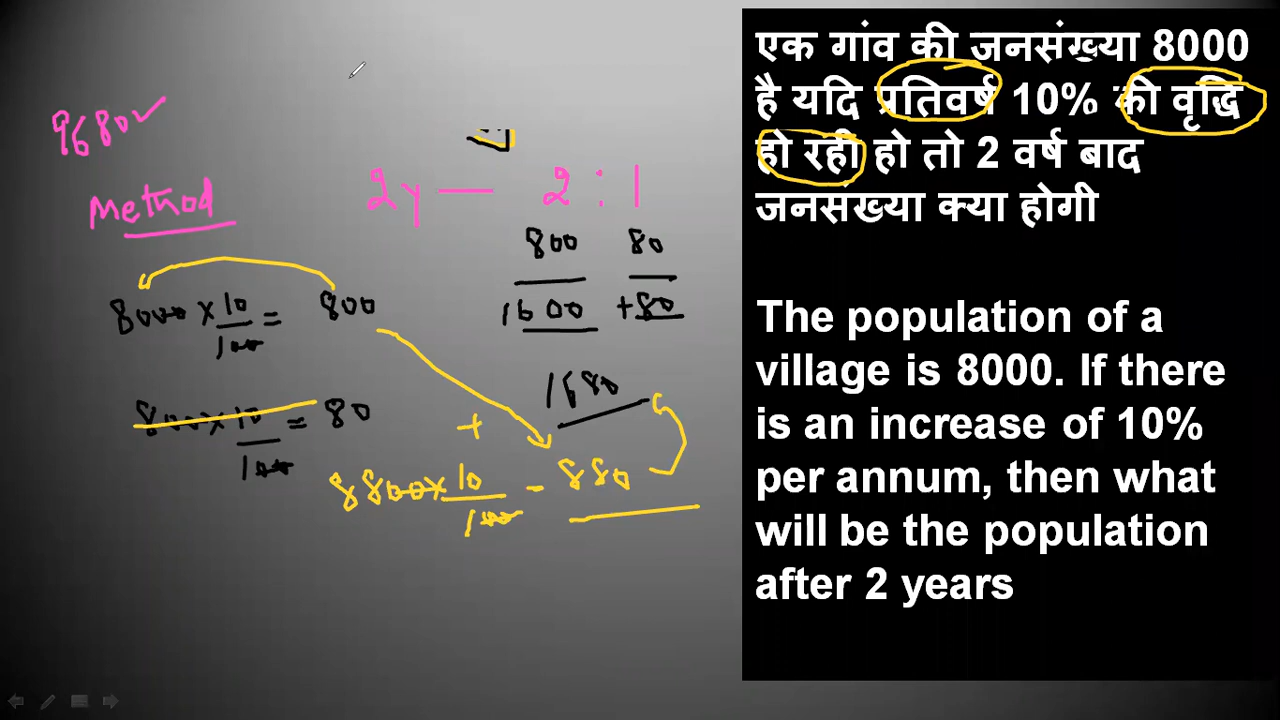 9680✓
Method
2y — 2 : 1
800 80
1600 +80
1680
8000 × 10/100 = 800
800 × 10/100 = 80
+
8800 × 10/100 - 880
एक गांव की जनसंख्या 8000
है यदि प्रतिवर्ष 10% की वृद्धि
हो रही हो तो 2 वर्ष बाद
जनसंख्या क्या होगी
The population of a
village is 8000. If there
is an increase of 10%
per annum, then what
will be the population
after 2 years